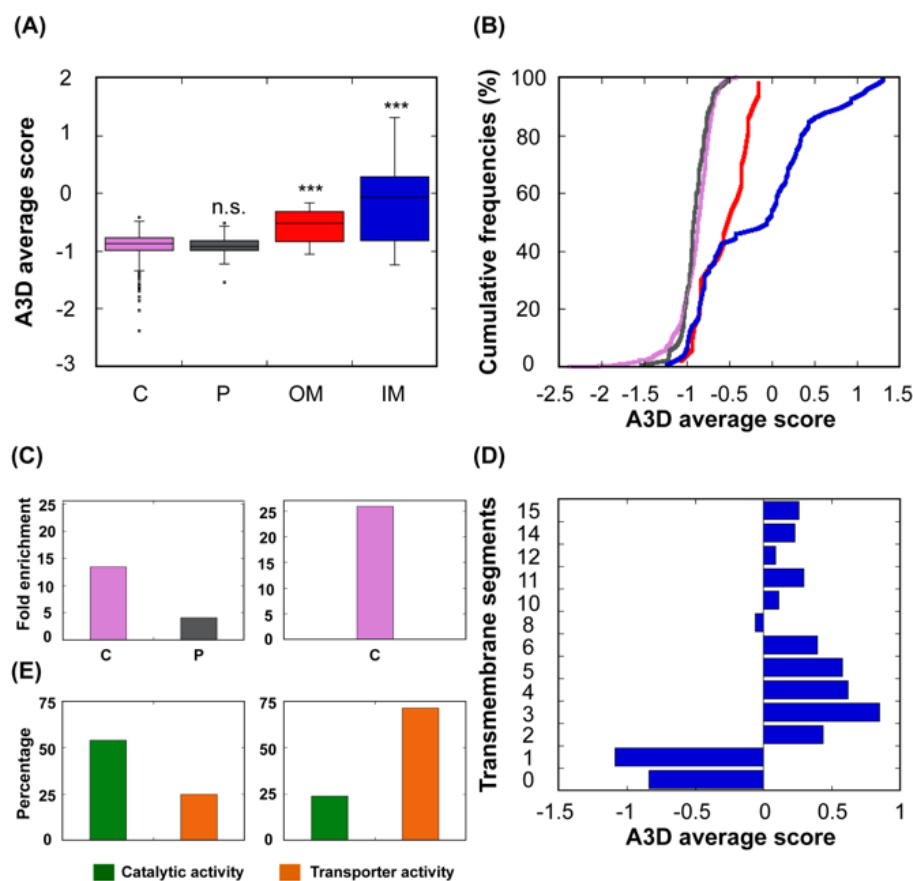 (A)
A3D average score
2
1
0
-1
-2
-3
n.s.
***
***
C P OM IM
(B)
Cumulative frequencies (%)
100
80
60
40
20
0
-2.5 -2 -1.5 -1 -0.5 0 0.5 1 1.5
A3D average score
(C)
Fold enrichment
25
20
15
10
5
0
C P
25
20
15
10
5
0
C
(D)
Transmembrane segments
15
14
12
11
10
8
6
5
4
3
2
1
0
-1.5 -1 -0.5 0 0.5 1
A3D average score
(E)
Percentage
75
50
25
0
75
50
25
0
Catalytic activity Transporter activity